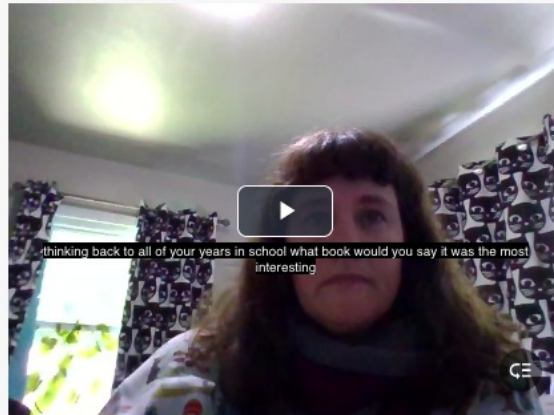 thinking back to all of your years in school what book would you say it was the most
interesting